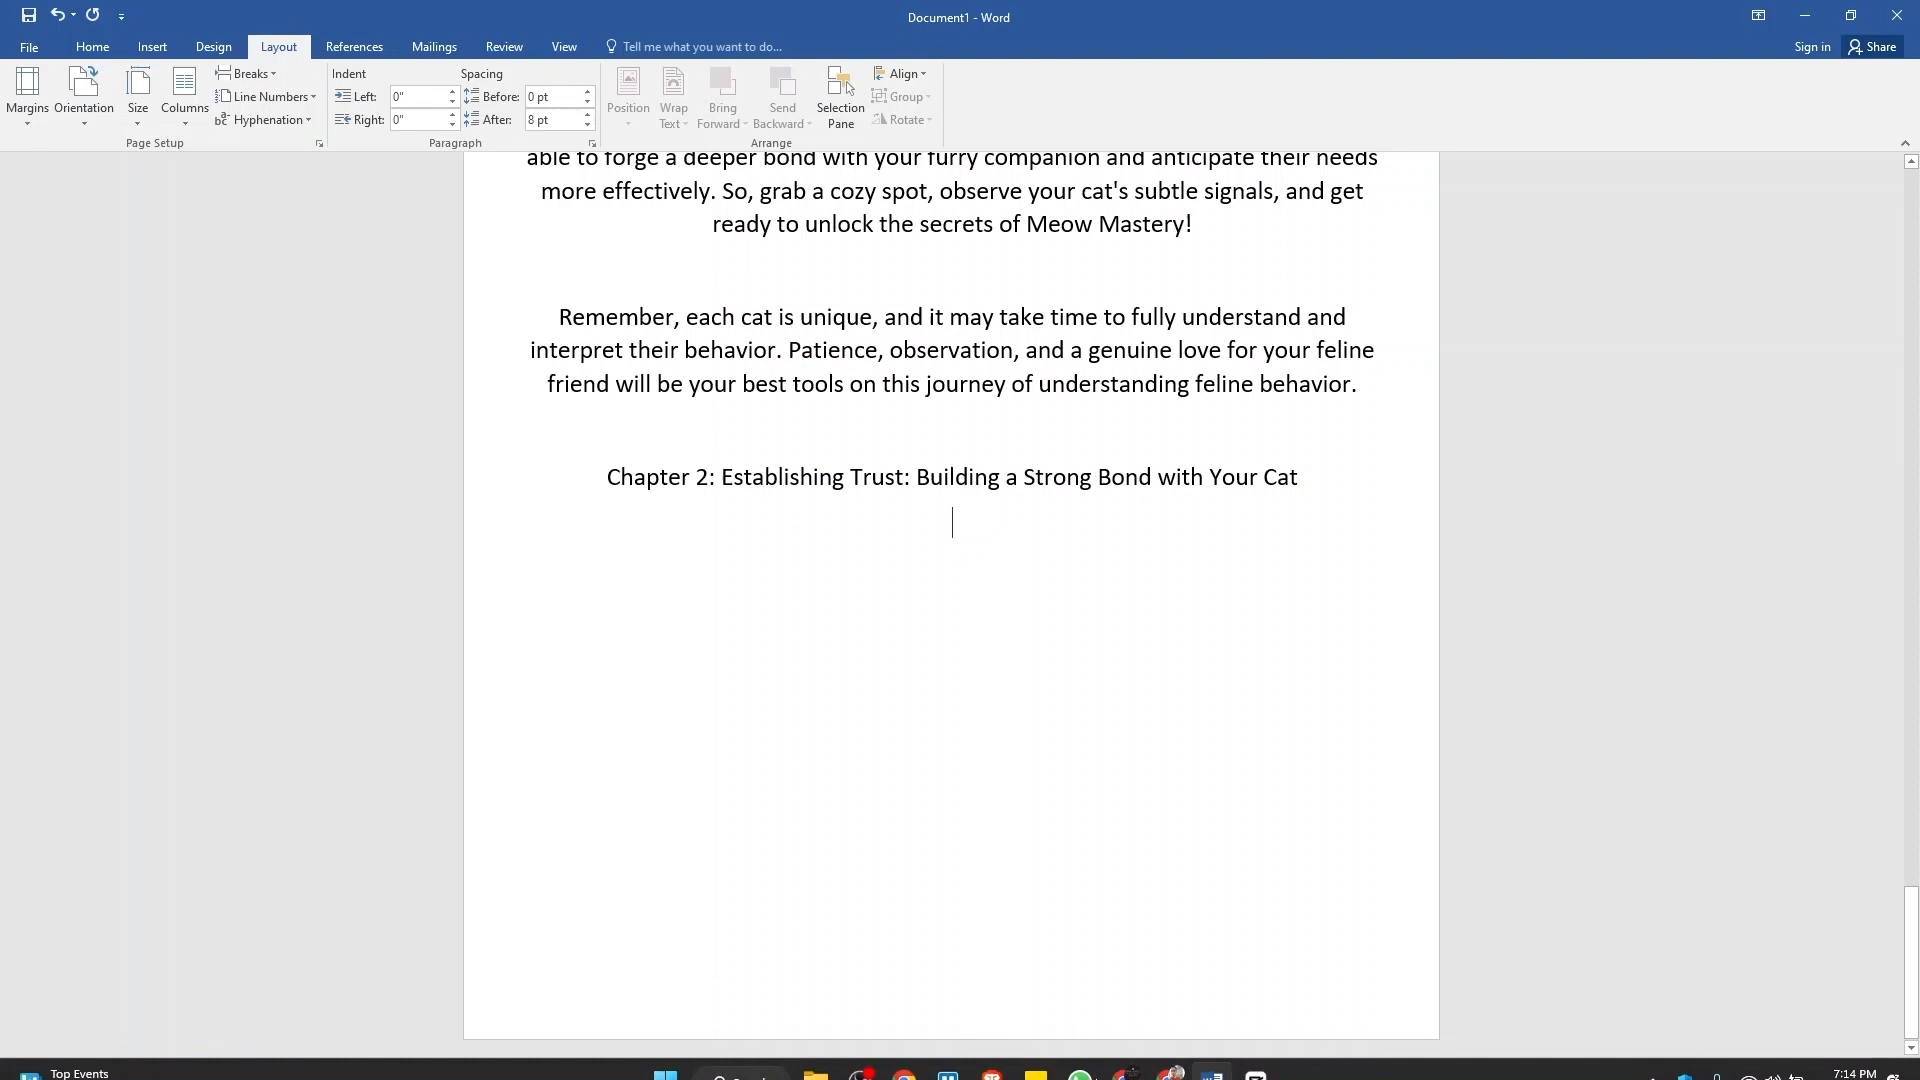 Document1 - Word
File Home Insert Design Layout References Mailings Review View Tell me what you want to do... Sign in Share
Margins Orientation Size Columns
Breaks
Line Numbers
Hyphenation
Page Setup
Indent Spacing
Left: 0" Before: 0 pt
Right: 0" After: 8 pt
Paragraph
Position Wrap Text Bring Forward Send Backward Selection Pane
Align
Group
Rotate
Arrange
able to forge a deeper bond with your furry companion and anticipate their needs
more effectively. So, grab a cozy spot, observe your cat's subtle signals, and get
ready to unlock the secrets of Meow Mastery!
Remember, each cat is unique, and it may take time to fully understand and
interpret their behavior. Patience, observation, and a genuine love for your feline
friend will be your best tools on this journey of understanding feline behavior.
Chapter 2: Establishing Trust: Building a Strong Bond with Your Cat
Top Events
7:14 PM